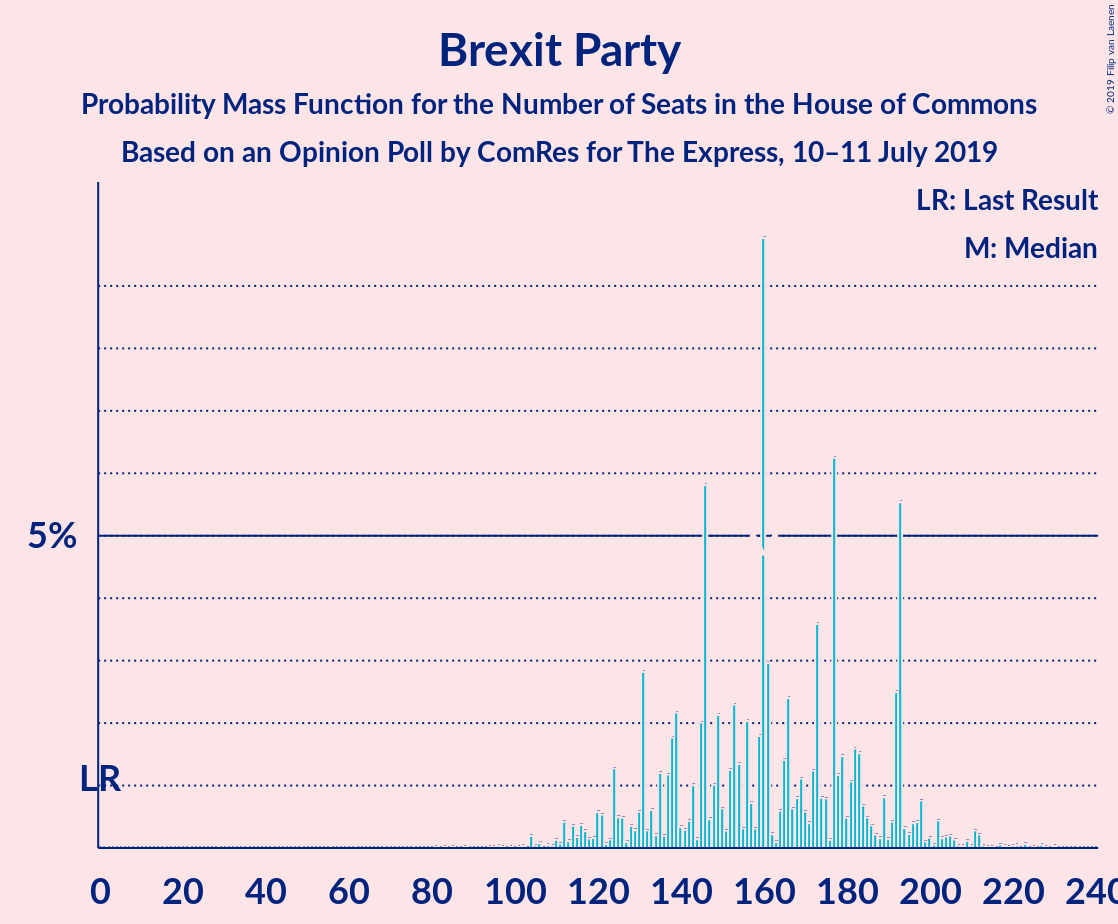 Brexit Party
Probability Mass Function for the Number of Seats in the House of Commons
Based on an Opinion Poll by ComRes for The Express, 10–11 July 2019
© 2019 Filip van Laenen
LR: Last Result
M: Median
5%
LR
0 20 40 60 80 100 120 140 160 180 200 220 240